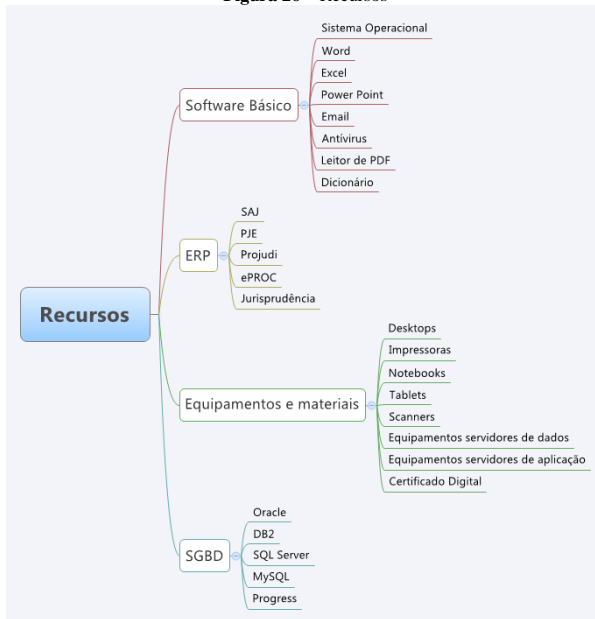 Sistema Operacional
Word
Excel
Software Básico
Power Point
Email
Antívirus
Leitor de PDF
Dicionário
SAJ
PJE
ERP
Projudi
ePROC
Jurisprudência
Recursos
Desktops
Impressoras
Notebooks
Tablets
Equipamentos e materiais
Scanners
Equipamentos servidores de dados
Equipamentos servidores de aplicação
Certificado Digital
Oracle
DB2
SGBD
SQL Server
MySQL
Progress